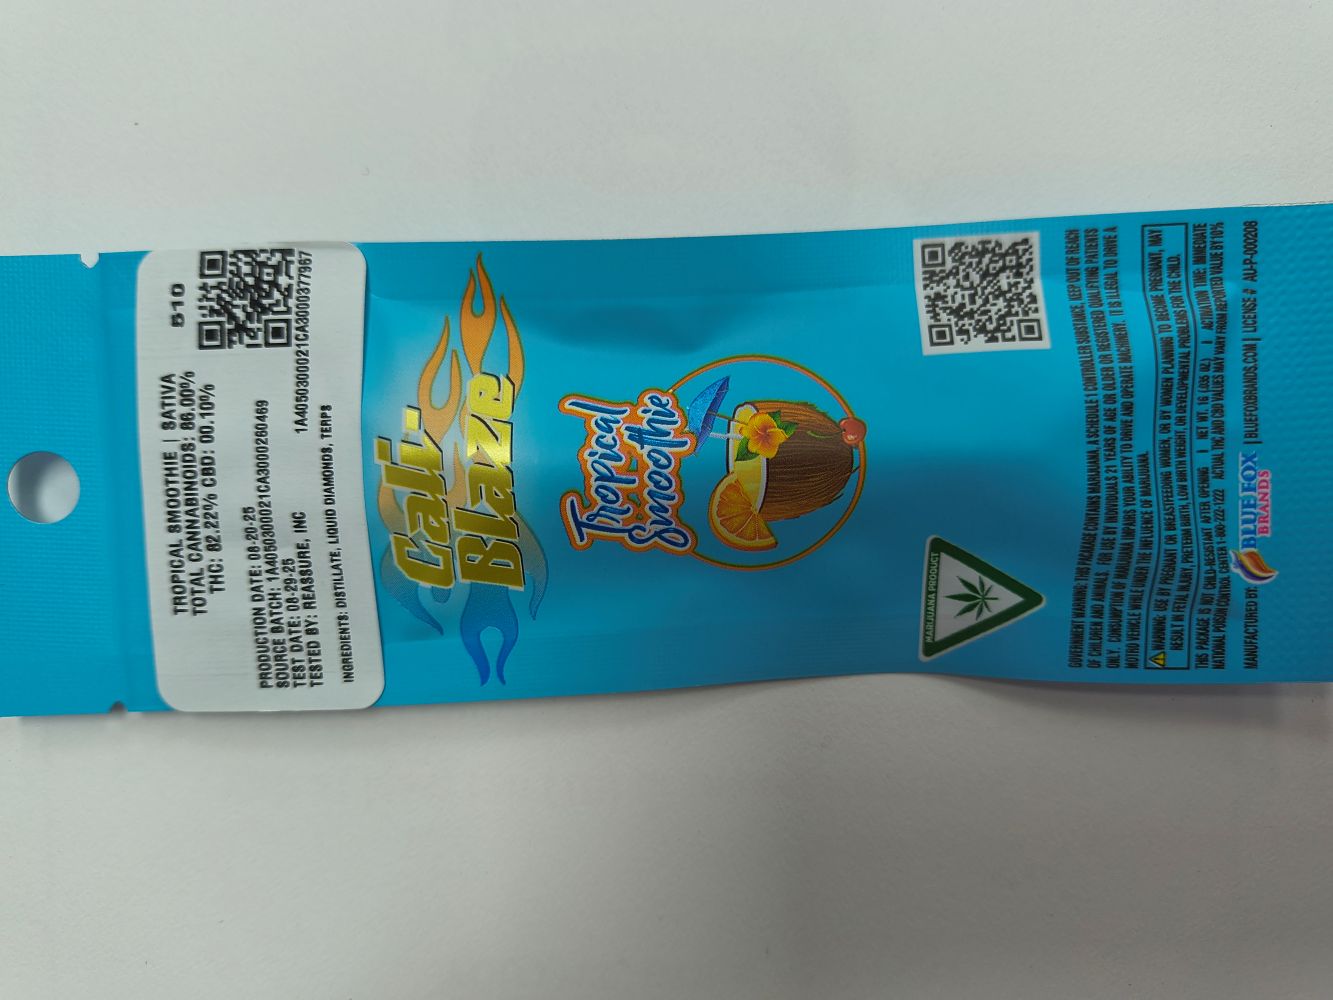 TROPICAL SMOOTHIE | SATIVA
TOTAL CANNABINOIDS: 86.00%
THC: 82.22% CBD: 00.10%
510
PRODUCTION DATE: 08-20-25
SOURCE BATCH: 1A4050300021CA3000260469
TEST DATE: 08-29-25
TESTED BY: REASSURE, INC
1A4050300021CA3000377967
INGREDIENTS: DISTILLATE, LIQUID DIAMONDS, TERPS
Cali-
Blaze
Tropical
Smoothie
MARIJUANA PRODUCT
GOVERNMENT WARNING: THIS PACKAGE CONTAINS MARIJUANA, A SCHEDULE 1 CONTROLLER SUBSTANCE. KEEP OUT OF REACH
OF CHILDREN AND ANIMALS. FOR USE BY INDIVIDUALS 21 YEARS OF AGE OR OLDER OR REGISTERED QUALIFYING PATIENTS
ONLY. CONSUMPTION OF MARIJUANA IMPAIRS YOUR ABILITY TO DRIVE AND OPERATE MACHINERY. IT IS ILLEGAL TO DRIVE A
MOTRO VEHICLE WHILE UNDER THE INFLUENCE OF MARIJUANA.
WARNING: USE BY PREGNANT OR BREASTFEEDING WOMEN, OR BY WOMEN PLANNING TO BECOME PREGNANT, MAY
RESULT IN FETAL INJURY, PRETERM BIRTH, LOW BIRTH WEIGHT OR DEVELOPMENTAL PROBLEMS FOR THE CHILD.
THIS PACKAGE IS NOT CHILD-RESISTANT AFTER OPENING | NET WT. 1G (.035 OZ.) | ACTIVATION TIME: IMMEDIATE
NATIONAL POISON CONTROL CENTER 1-800-222-1222 ACTUAL THC AND CBD VALUES MAY VARY FROM REPORTED VALUE BY 10%
MANUFACTURED BY: BLUE FOX BRANDS | BLUEFOXBRANDS.COM | LICENSE # AU-P-000208